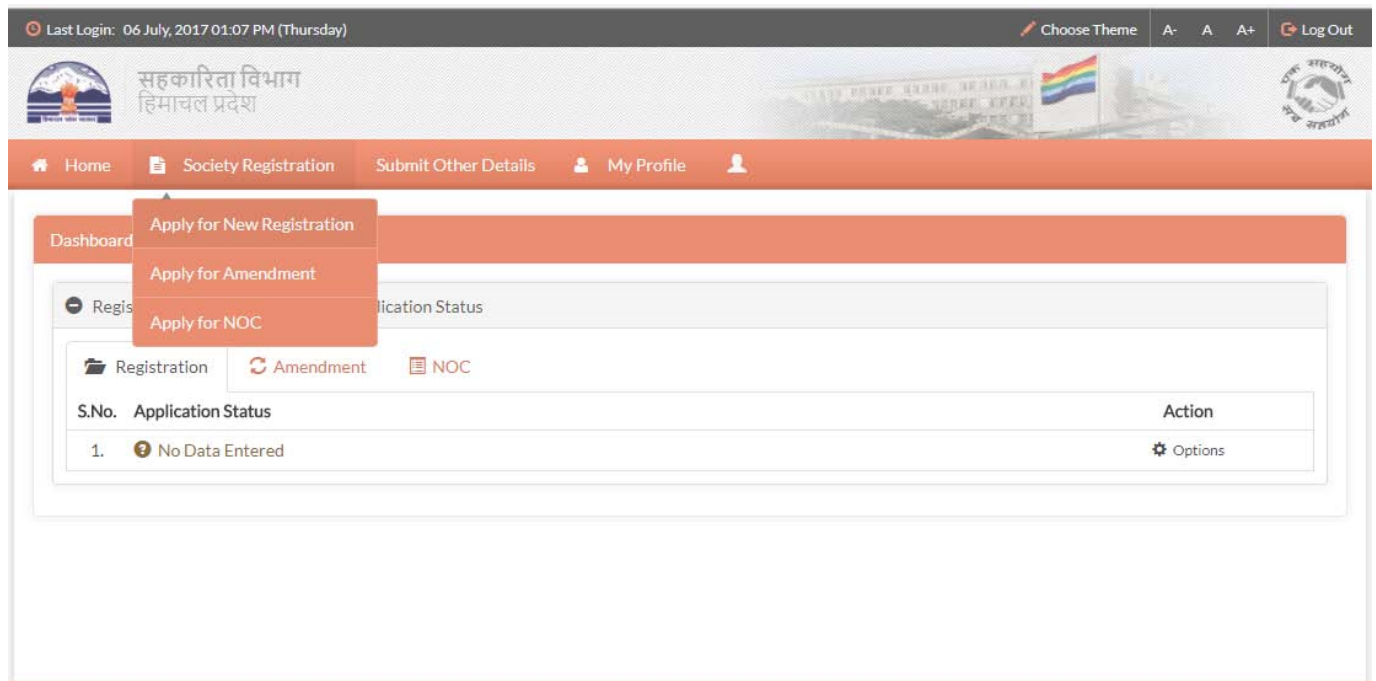 Last Login: 06 July, 2017 01:07 PM (Thursday) Choose Theme A- A A+ Log Out
सहकारिता विभाग
हिमाचल प्रदेश
Home Society Registration Submit Other Details My Profile
Apply for New Registration
Dashboard
Apply for Amendment
Regis lication Status
Apply for NOC
Registration Amendment NOC
S.No. Application Status Action
1. No Data Entered Options